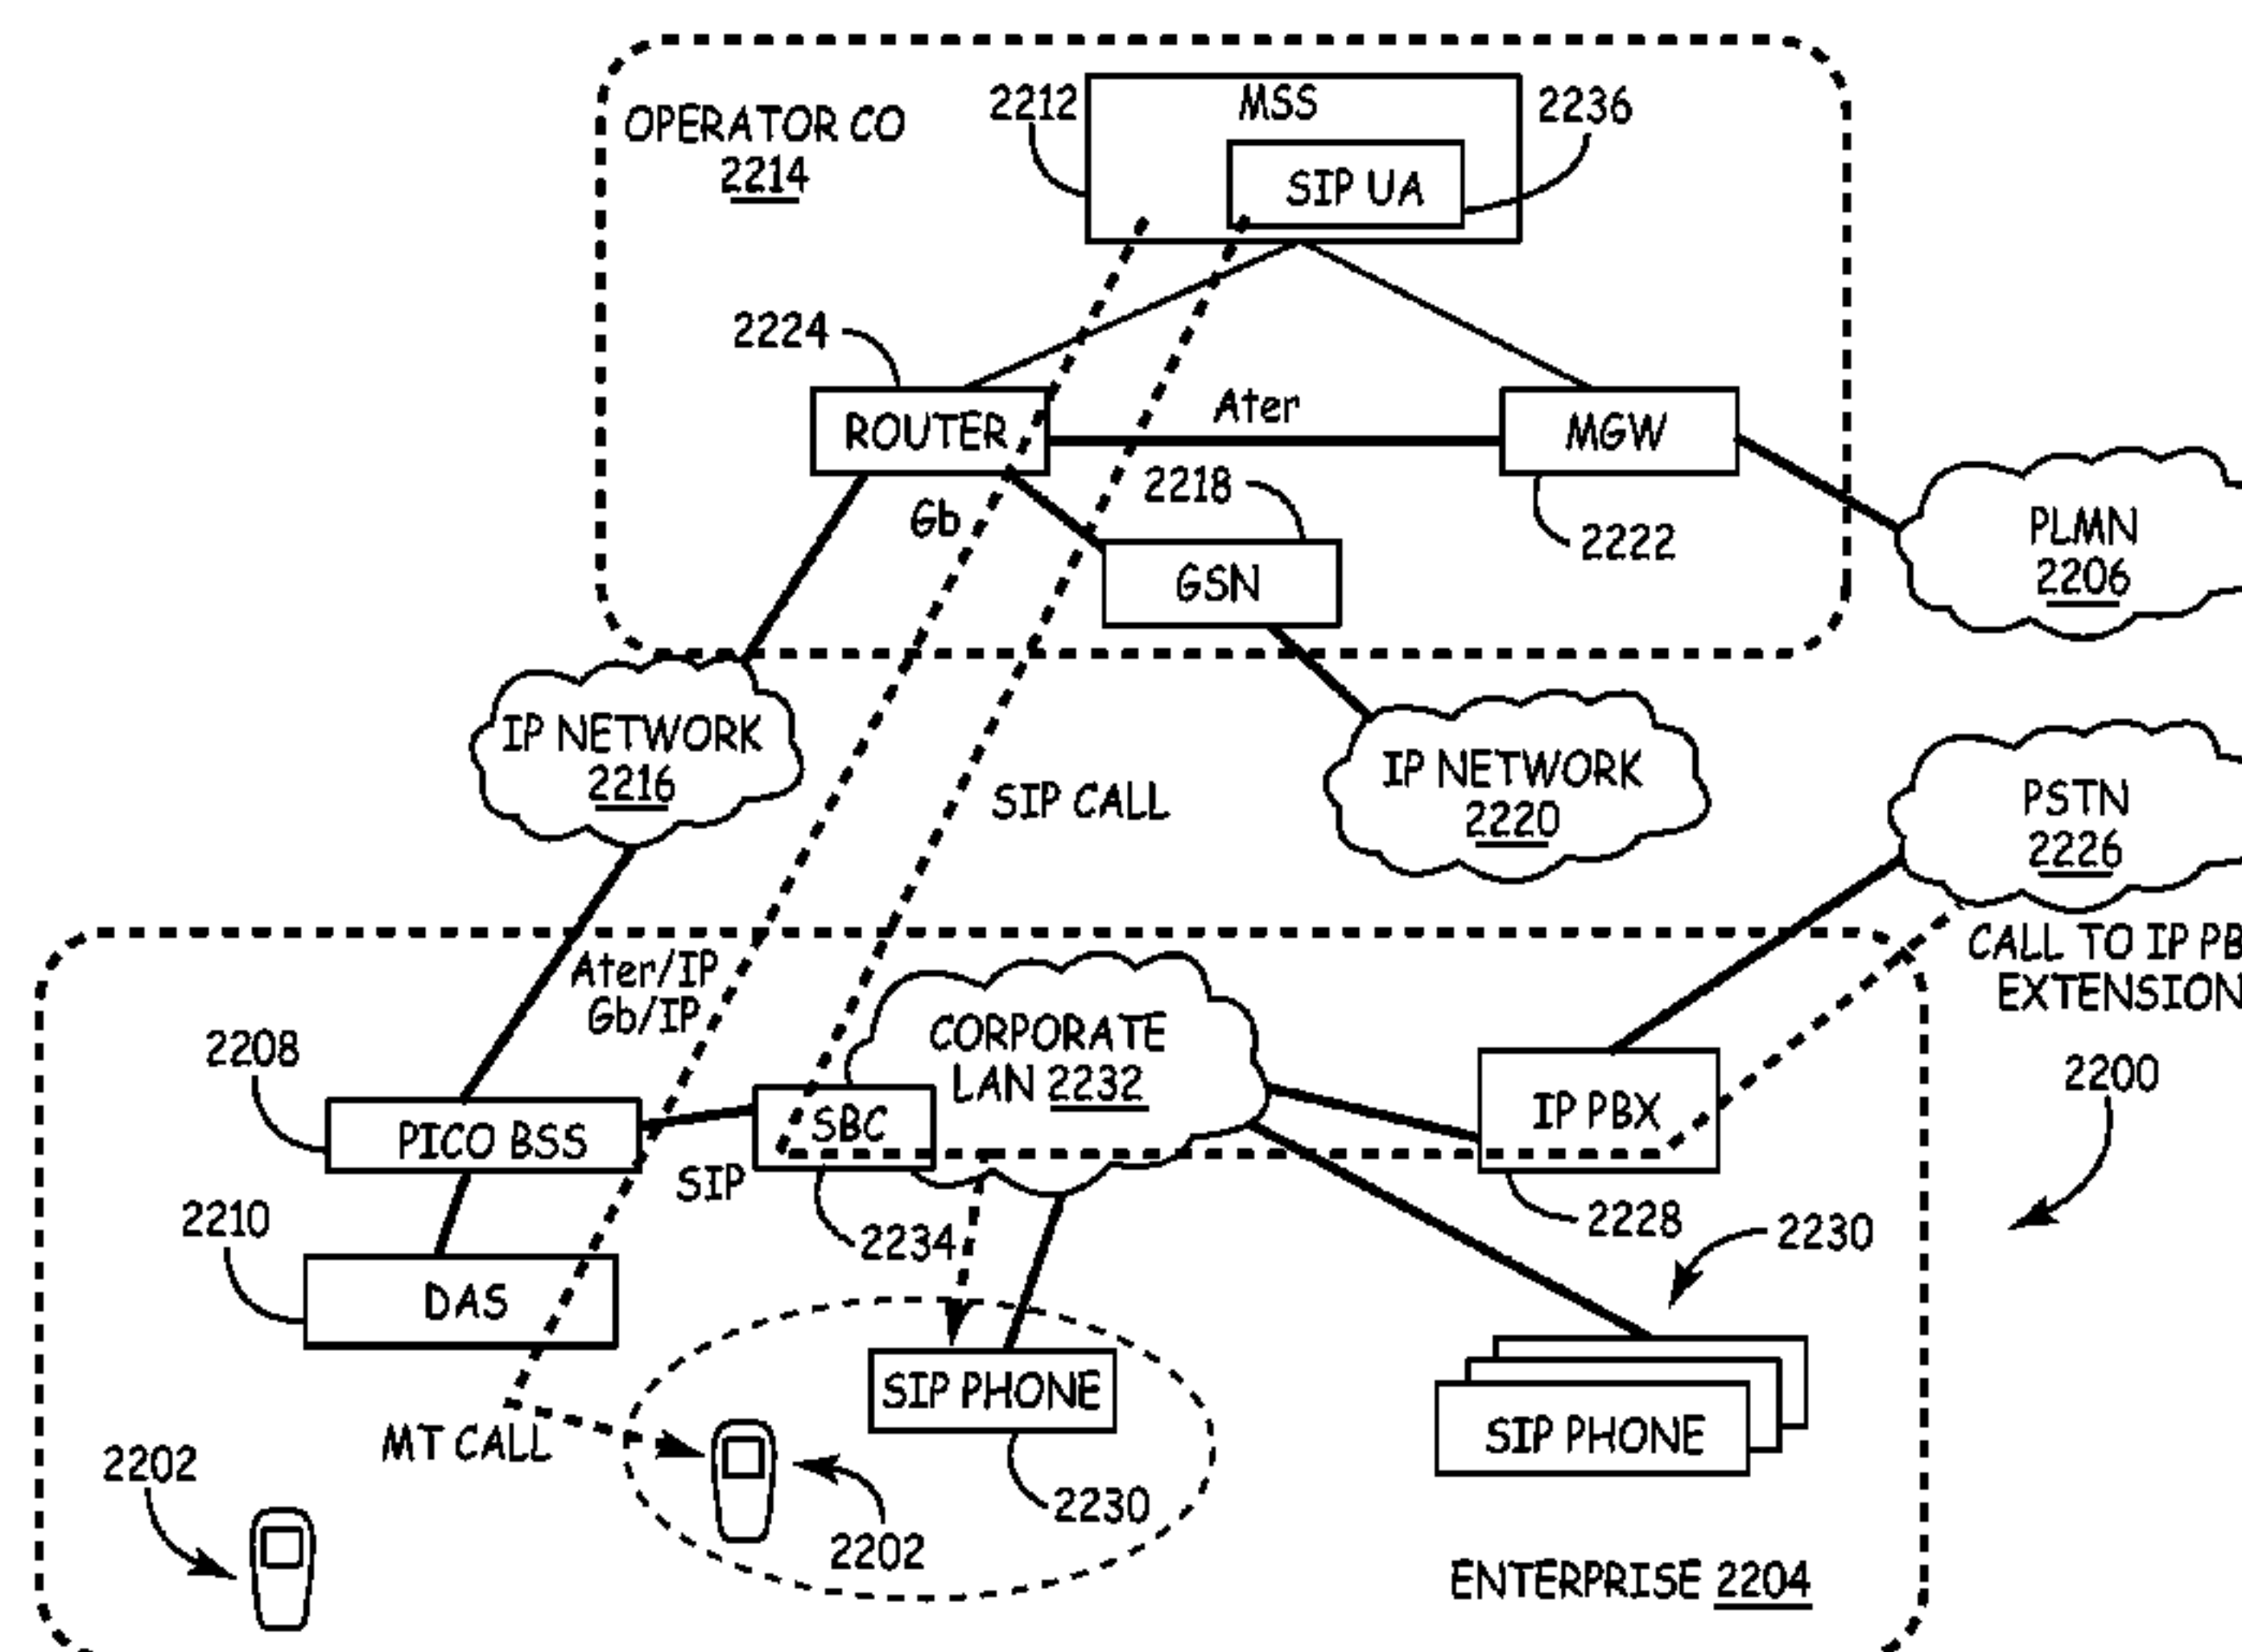 OPERATOR CO
2214
2212
MSS
2236
SIP UA
2224
ROUTER
Ater
MGW
2218
Gb
2222
GSN
PLMN
2206
IP NETWORK
2216
SIP CALL
IP NETWORK
2220
PSTN
2226
CALL TO IP PB
EXTENSION
Ater/IP
Gb/IP
CORPORATE
LAN 2232
2208
PICO BSS
SBC
IP PBX
2200
SIP
2210
2234
2228
2230
DAS
SIP PHONE
SIP PHONE
MT CALL
2202
2230
2202
ENTERPRISE 2204